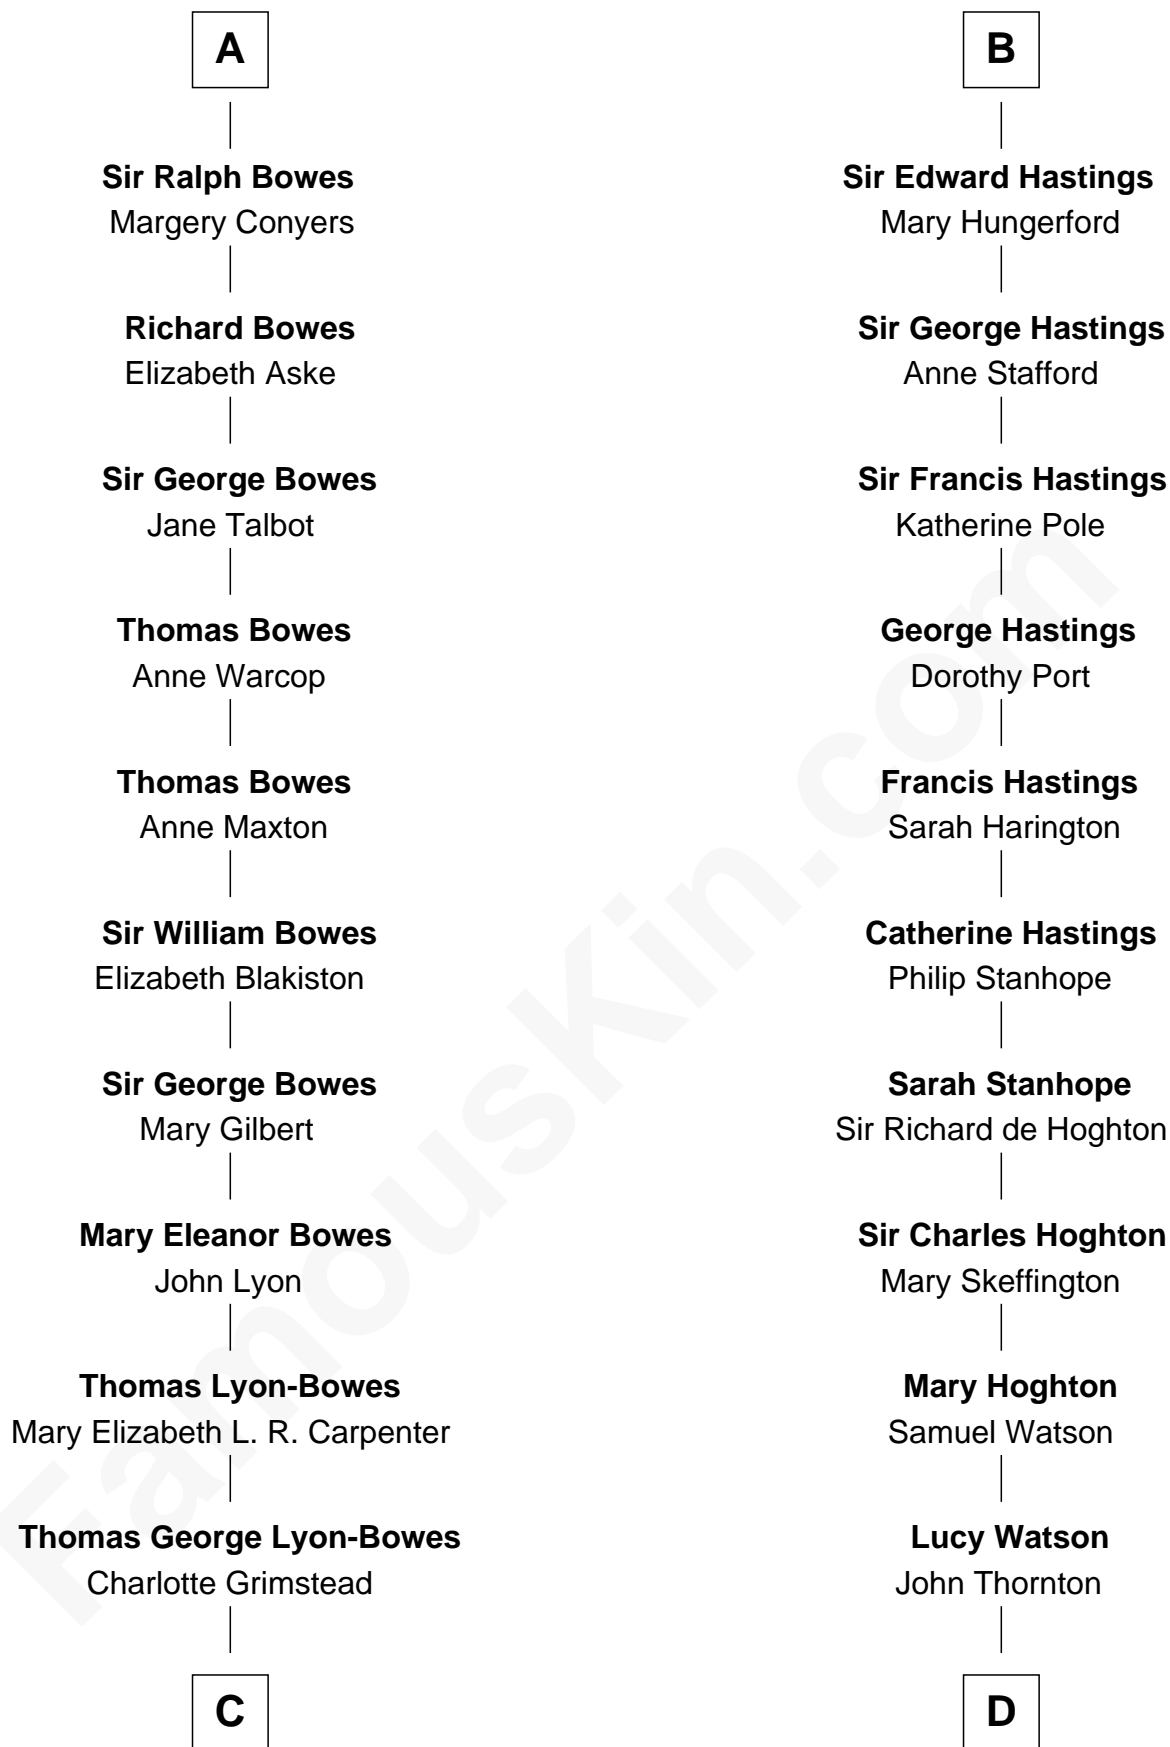 A
Sir Ralph Bowes
Margery Conyers
Richard Bowes
Elizabeth Aske
Sir George Bowes
Jane Talbot
Thomas Bowes
Anne Warcop
Thomas Bowes
Anne Maxton
Sir William Bowes
Elizabeth Blakiston
Sir George Bowes
Mary Gilbert
Mary Eleanor Bowes
John Lyon
Thomas Lyon-Bowes
Mary Elizabeth L. R. Carpenter
Thomas George Lyon-Bowes
Charlotte Grimstead
C
B
Sir Edward Hastings
Mary Hungerford
Sir George Hastings
Anne Stafford
Sir Francis Hastings
Katherine Pole
George Hastings
Dorothy Port
Francis Hastings
Sarah Harington
Catherine Hastings
Philip Stanhope
Sarah Stanhope
Sir Richard de Hoghton
Sir Charles Hoghton
Mary Skeffington
Mary Hoghton
Samuel Watson
Lucy Watson
John Thornton
D
FamousKin.com